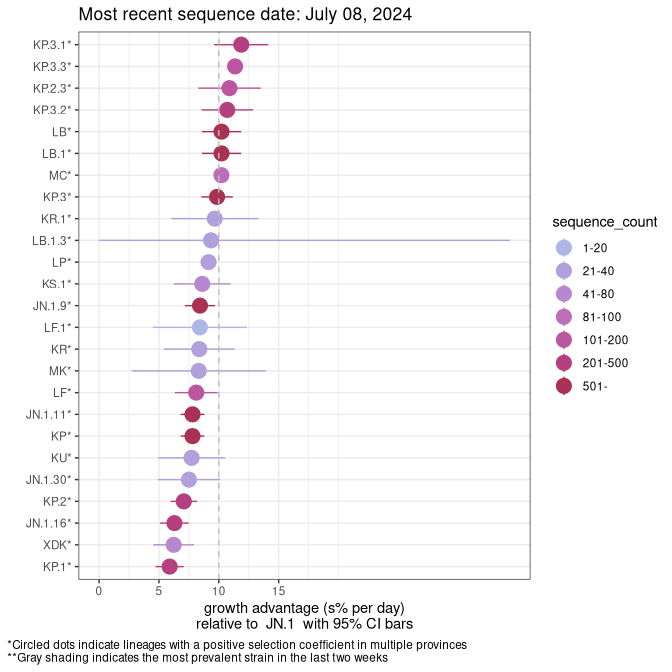 Most recent sequence date: July 08, 2024
KP.3.1*
KP.3.3*
KP.2.3*
KP.3.2*
LB*
LB.1*
MC*
KP.3*
KR.1*
LB.1.3*
LP*
KS.1*
JN.1.9*
LF.1*
KR*
MK*
LF*
JN.1.11*
KP*
KU*
JN.1.30*
KP.2*
JN.1.16*
XDK*
KP.1*
0 5 10 15
growth advantage (s% per day)
relative to JN.1 with 95% CI bars
sequence_count
1-20
21-40
41-80
81-100
101-200
201-500
501-
*Circled dots indicate lineages with a positive selection coefficient in multiple provinces
**Gray shading indicates the most prevalent strain in the last two weeks